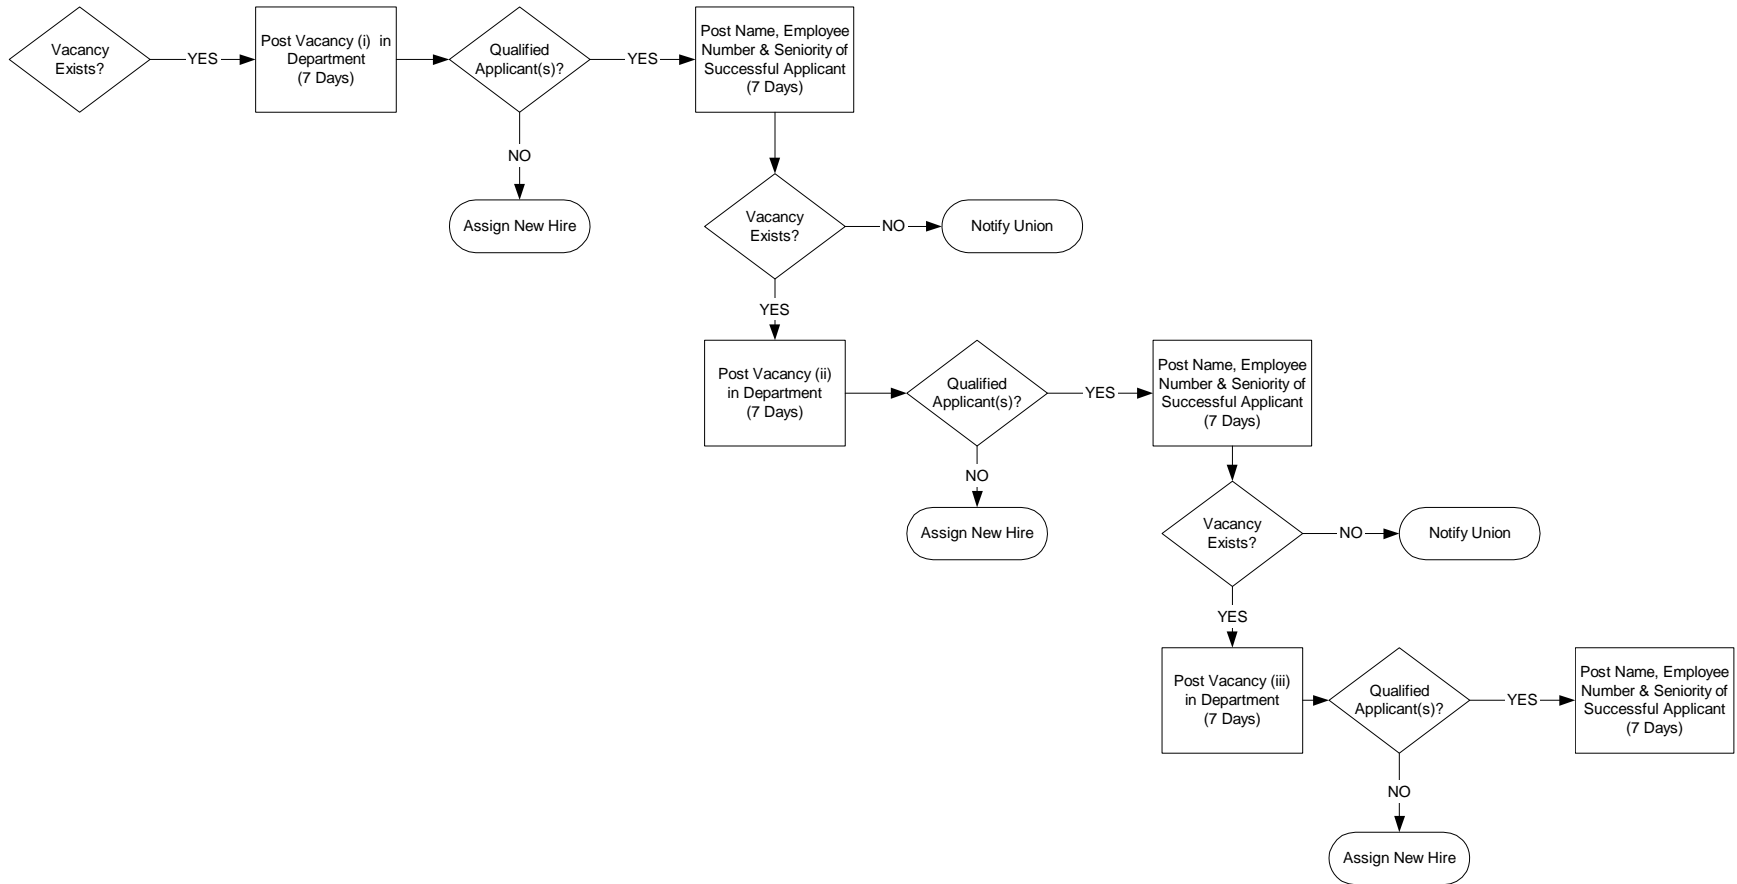 Vacancy
Exists?
YES
Post Vacancy (i) in
Department
(7 Days)
Qualified
Applicant(s)?
YES
Post Name, Employee
Number & Seniority of
Successful Applicant
(7 Days)
NO
Assign New Hire
Vacancy
Exists?
NO
Notify Union
YES
Post Vacancy (ii)
in Department
(7 Days)
Qualified
Applicant(s)?
YES
Post Name, Employee
Number & Seniority of
Successful Applicant
(7 Days)
NO
Assign New Hire
Vacancy
Exists?
NO
Notify Union
YES
Post Vacancy (iii)
in Department
(7 Days)
Qualified
Applicant(s)?
YES
Post Name, Employee
Number & Seniority of
Successful Applicant
(7 Days)
NO
Assign New Hire